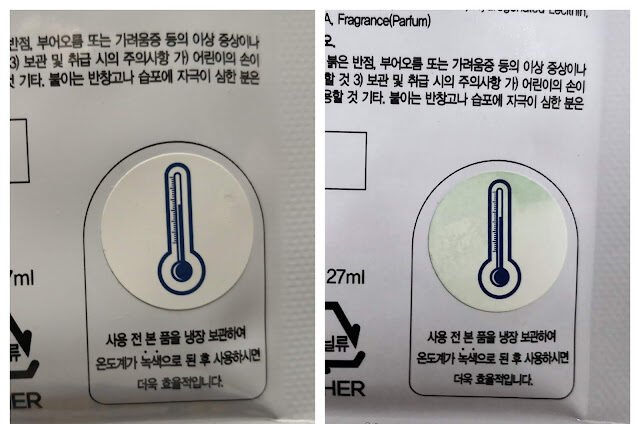 반점, 부어오름 또는 가려움증 등의 이상 증상이나
3) 보관 및 취급 시의 주의사항 가) 어린이의 손이
것 기타. 붙이는 반창고나 습포에 자극이 심한 분은
7ml
류
HER
사용 전 본 품을 냉장 보관하여
온도계가 녹색으로 된 후 사용하시면
더욱 효율적입니다.
Hydrogenated Lecithin,
A, Fragrance(Parfum)
오.
붉은 반점, 부어오름 또는 가려움증 등의 이상 증상이나
할 것 3) 보관 및 취급 시의 주의사항 가) 어린이의 손이
용할 것 기타. 붙이는 반창고나 습포에 자극이 심한 분은
27ml
닐류
HER
사용 전 본 품을 냉장 보관하여
온도계가 녹색으로 된 후 사용하시면
더욱 효율적입니다.